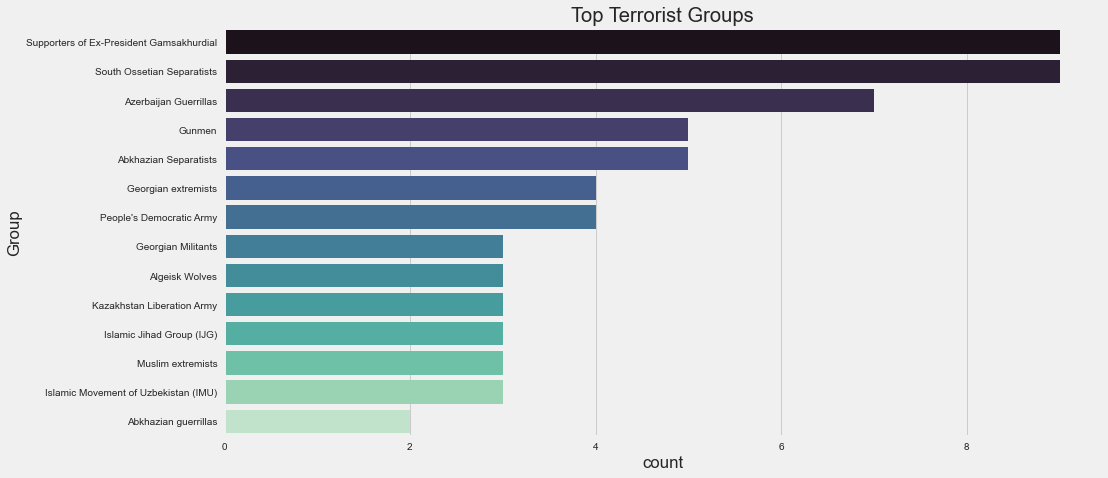 Top Terrorist Groups
Supporters of Ex-President Gamsakhurdial
South Ossetian Separatists
Azerbaijan Guerrillas
Gunmen
Abkhazian Separatists
Georgian extremists
People's Democratic Army
Georgian Militants
Algeisk Wolves
Kazakhstan Liberation Army
Islamic Jihad Group (IJG)
Muslim extremists
Islamic Movement of Uzbekistan (IMU)
Abkhazian guerrillas
Group
0 2 4 6 8
count